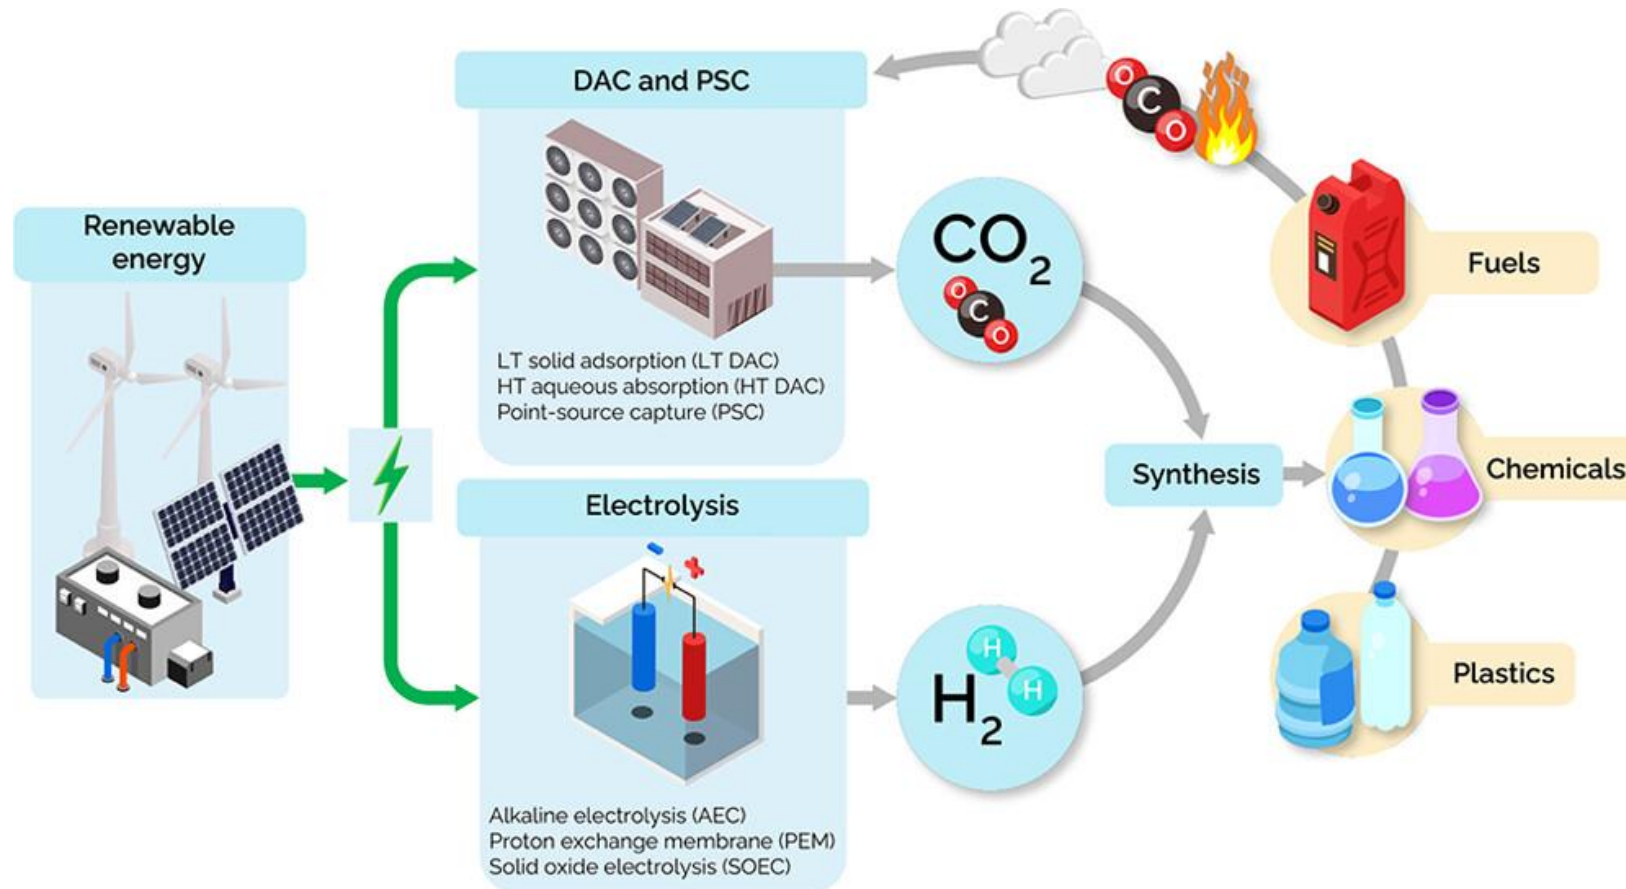 Renewable
energy
DAC and PSC
LT solid adsorption (LT DAC)
HT aqueous absorption (HT DAC)
Point-source capture (PSC)
Electrolysis
Alkaline electrolysis (AEC)
Proton exchange membrane (PEM)
Solid oxide electrolysis (SOEC)
CO₂
O
C
O
H₂
H
H
Synthesis
O
C
O
Fuels
Chemicals
Plastics